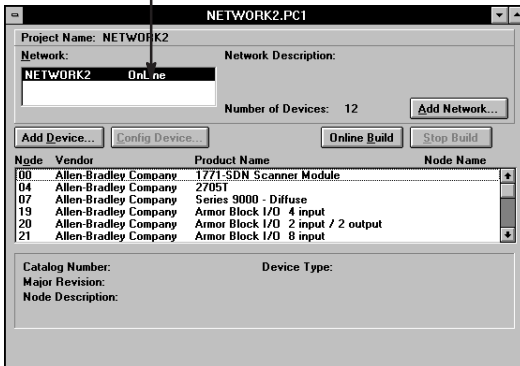 NETWORK2.PC1
Project Name: NETWORK2
Network:
Network Description:
NETWORK2 OnLine
Number of Devices: 12
Add Network...
Add Device... Config Device... Online Build Stop Build
Node Vendor Product Name Node Name
00 Allen-Bradley Company 1771-SDN Scanner Module
04 Allen-Bradley Company 2705T
07 Allen-Bradley Company Series 9000 - Diffuse
19 Allen-Bradley Company Armor Block I/O 4 input
20 Allen-Bradley Company Armor Block I/O 2 input / 2 output
21 Allen-Bradley Company Armor Block I/O 8 input
Catalog Number: Device Type:
Major Revision:
Node Description: